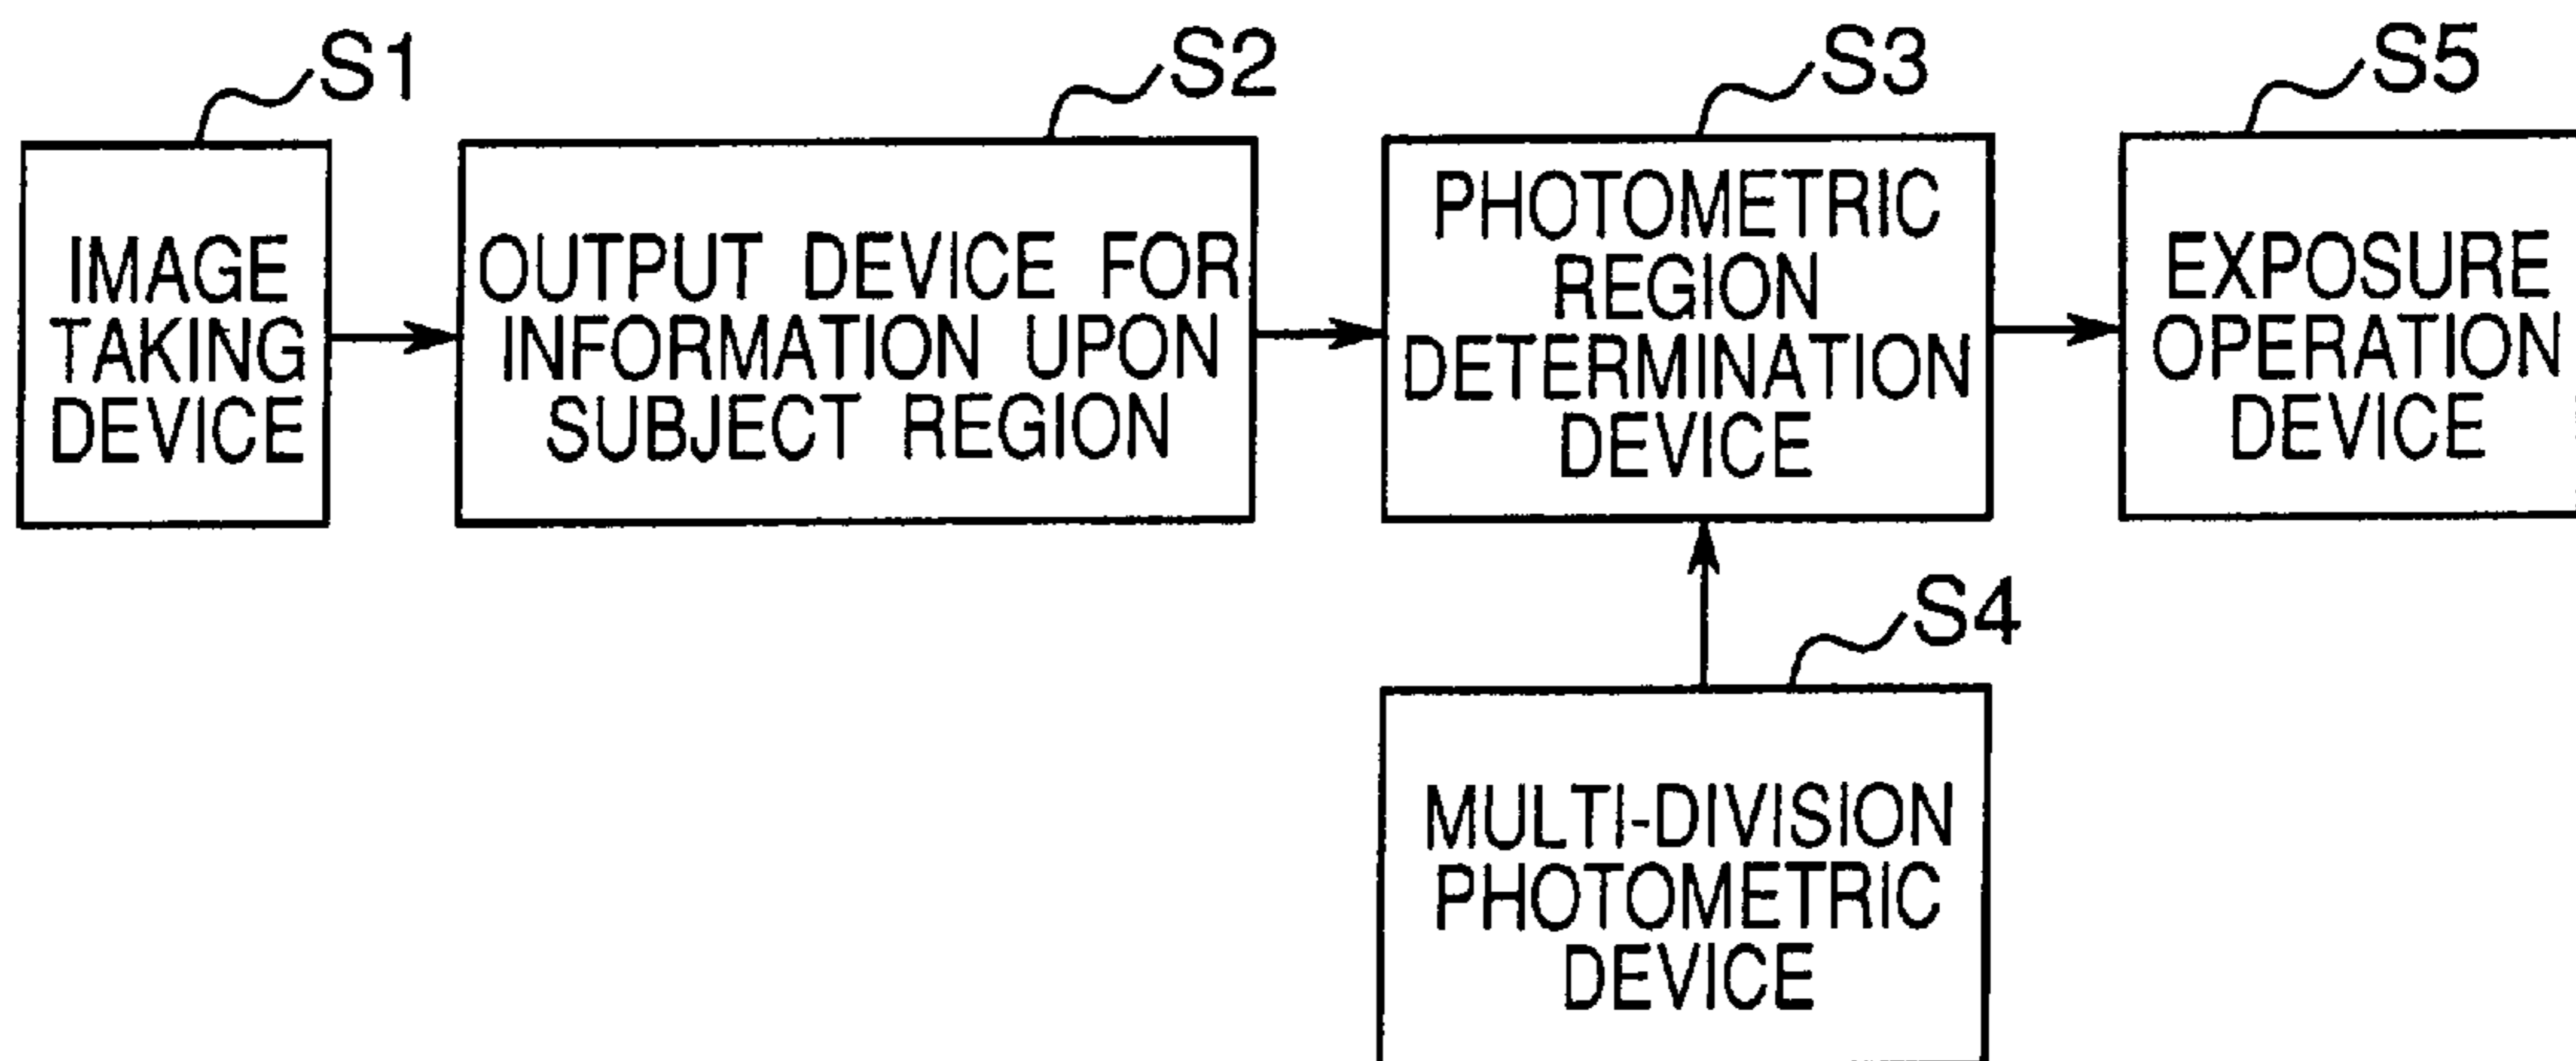 S1
S2
S3
S5
IMAGE
TAKING
DEVICE
OUTPUT DEVICE FOR
INFORMATION UPON
SUBJECT REGION
PHOTOMETRIC
REGION
DETERMINATION
DEVICE
EXPOSURE
OPERATION
DEVICE
S4
MULTI-DIVISION
PHOTOMETRIC
DEVICE